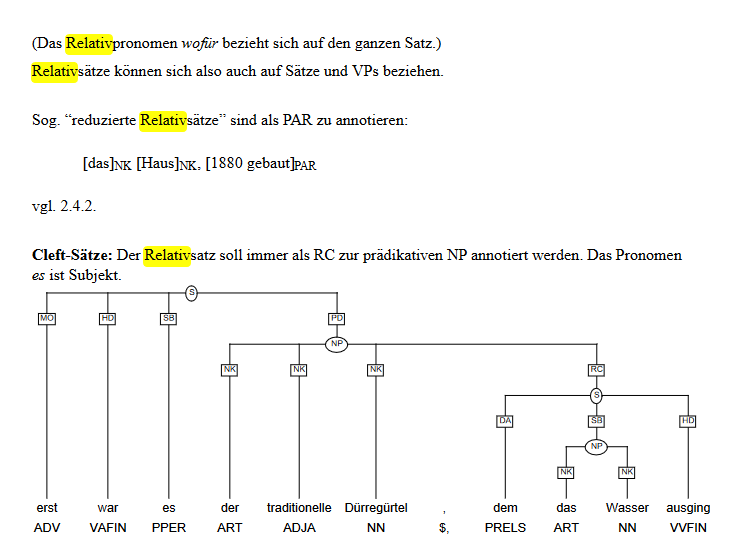 (Das Relativpronomen wofür bezieht sich auf den ganzen Satz.)
Relativsätze können sich also auch auf Sätze und VPs beziehen.
Sog. “reduzierte Relativsätze” sind als PAR zu annotieren:
[das]NK [Haus]NK, [1880 gebaut]PAR
vgl. 2.4.2.
Cleft-Sätze: Der Relativsatz soll immer als RC zur prädikativen NP annotiert werden. Das Pronomen
es ist Subjekt.
S
MO HD SB PD
NP
NK NK NK RC
S
DA SB HD
NP
NK NK
erst war es der traditionelle Dürregürtel , dem das Wasser ausging
ADV VAFIN PPER ART ADJA NN $, PRELS ART NN VVFIN